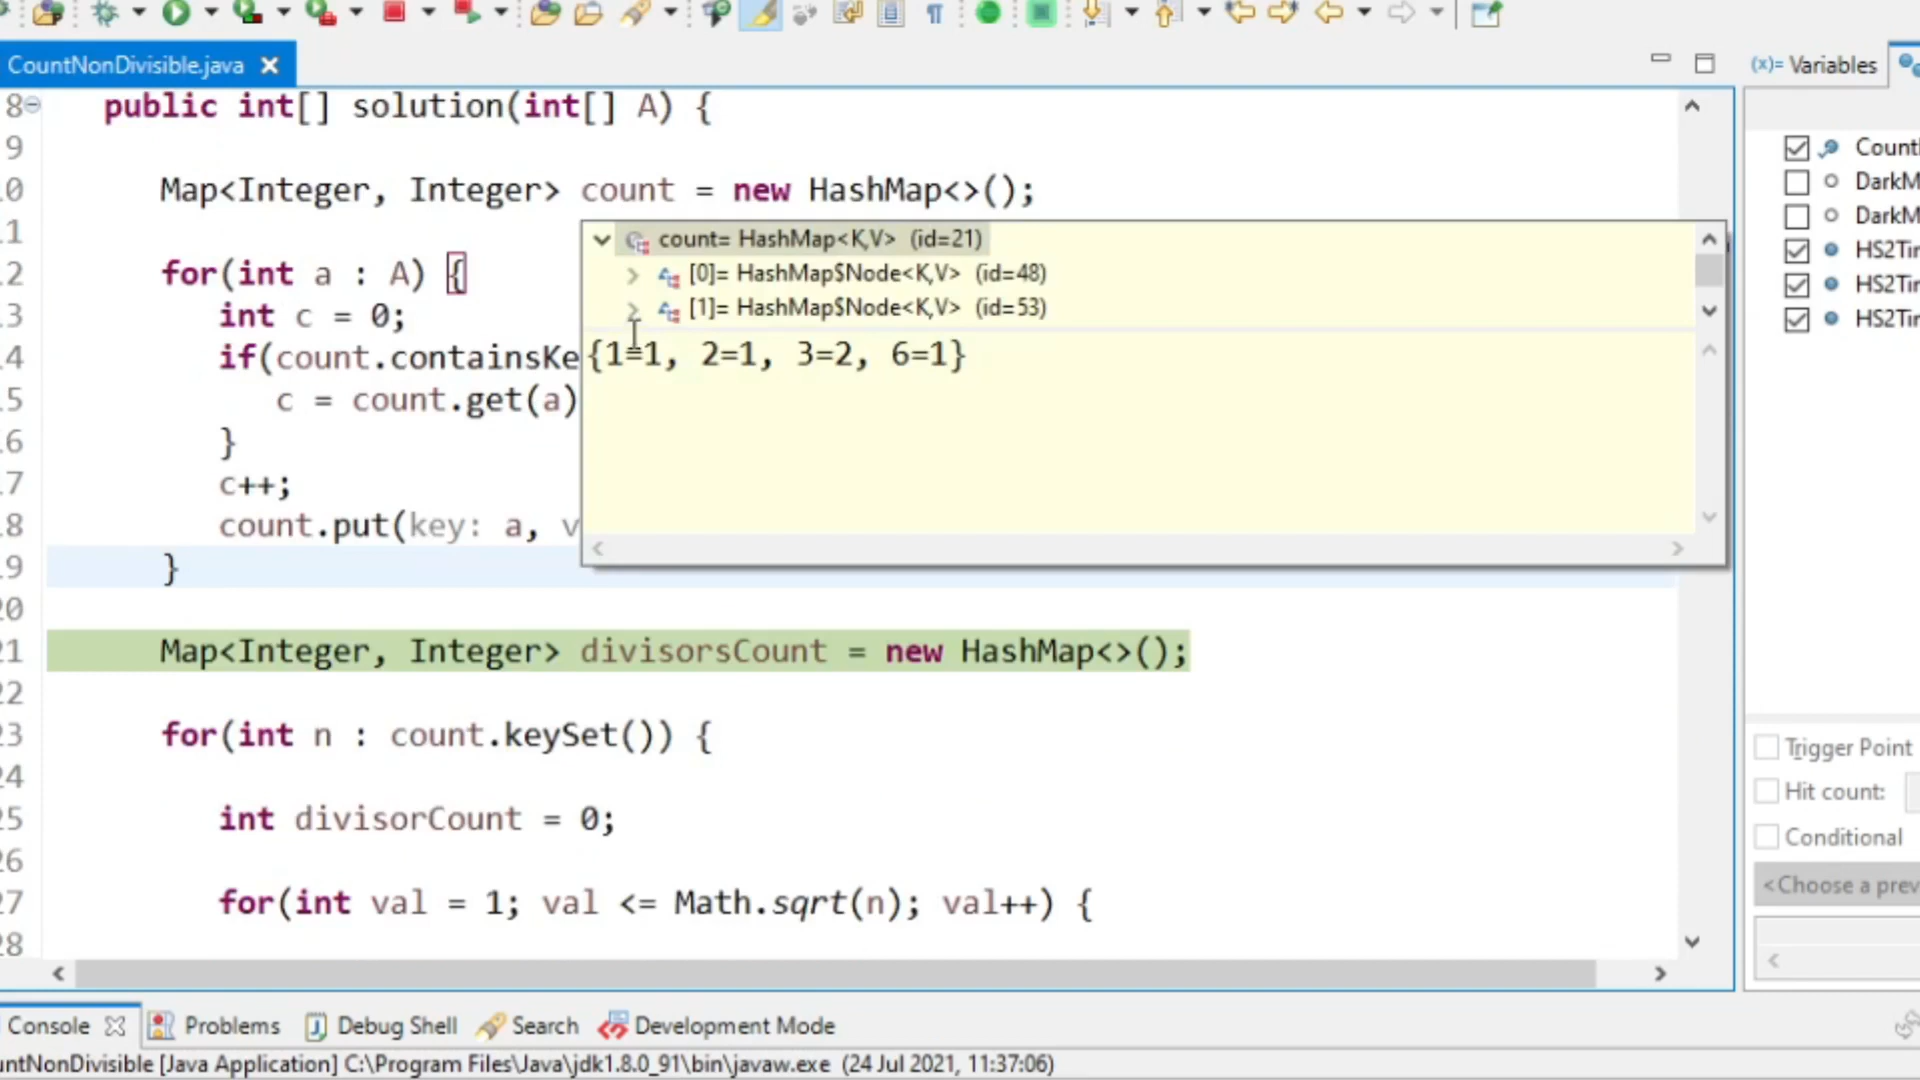 CountNonDivisible.java
(x)= Variables
8 public int[] solution(int[] A) {
9
0 Map<Integer, Integer> count = new HashMap<>();
1
2 for(int a : A) {
3 int c = 0;
4 if(count.containsKe
5 c = count.get(a)
6 }
7 c++;
8 count.put(key: a, v
9 }
20
21 Map<Integer, Integer> divisorsCount = new HashMap<>();
22
23 for(int n : count.keySet()) {
24
25 int divisorCount = 0;
26
27 for(int val = 1; val <= Math.sqrt(n); val++) {
28
count= HashMap<K,V> (id=21)
[0]= HashMap$Node<K,V> (id=48)
[1]= HashMap$Node<K,V> (id=53)
{1=1, 2=1, 3=2, 6=1}
Count
DarkM
DarkM
HS2Tir
HS2Tir
HS2Tir
Trigger Point
Hit count:
Conditional
<Choose a prev
Console
Problems
Debug Shell
Search
Development Mode
untNonDivisible [Java Application] C:\Program Files\Java\jdk1.8.0_91\bin\javaw.exe (24 Jul 2021, 11:37:06)